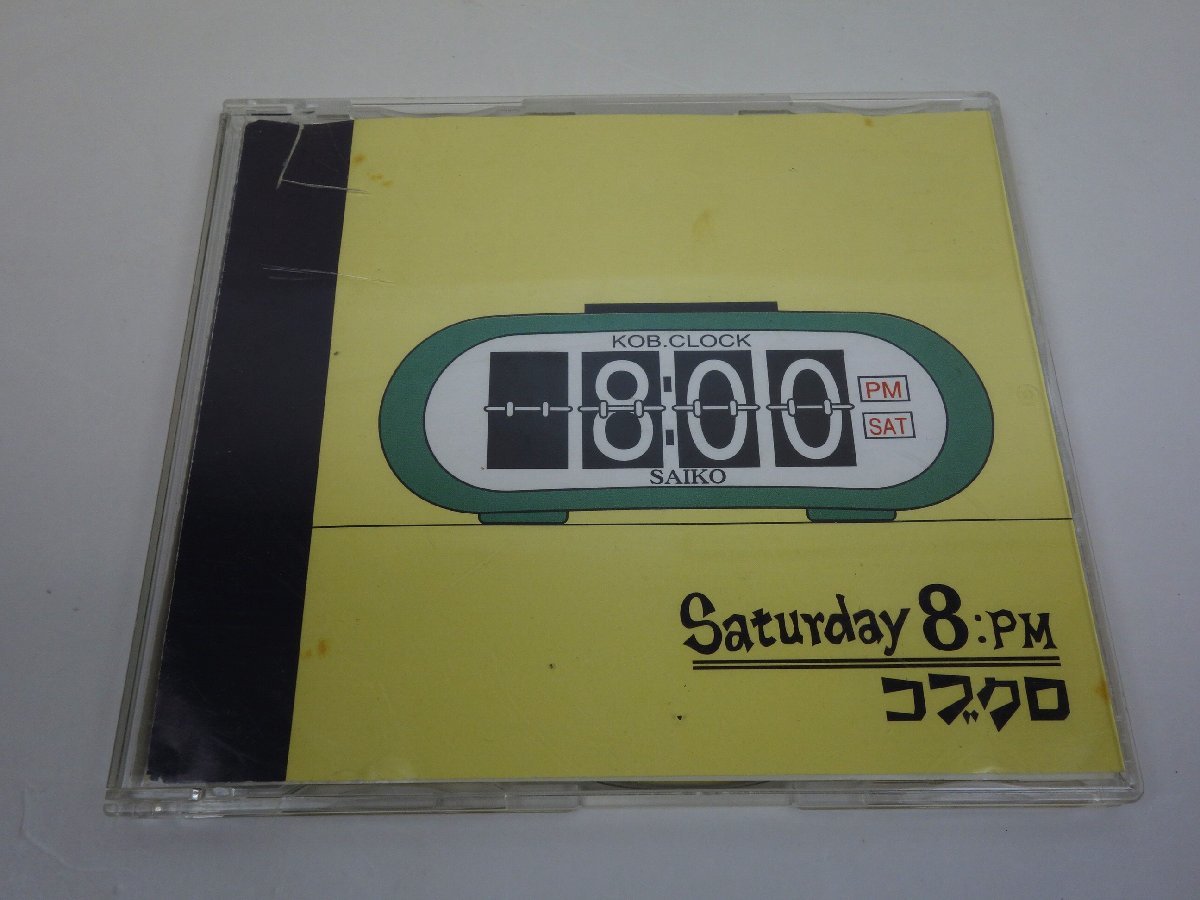 KOB.CLOCK
8:00
PM
SAT
SAIKO
Saturday 8:PM
コブクロ